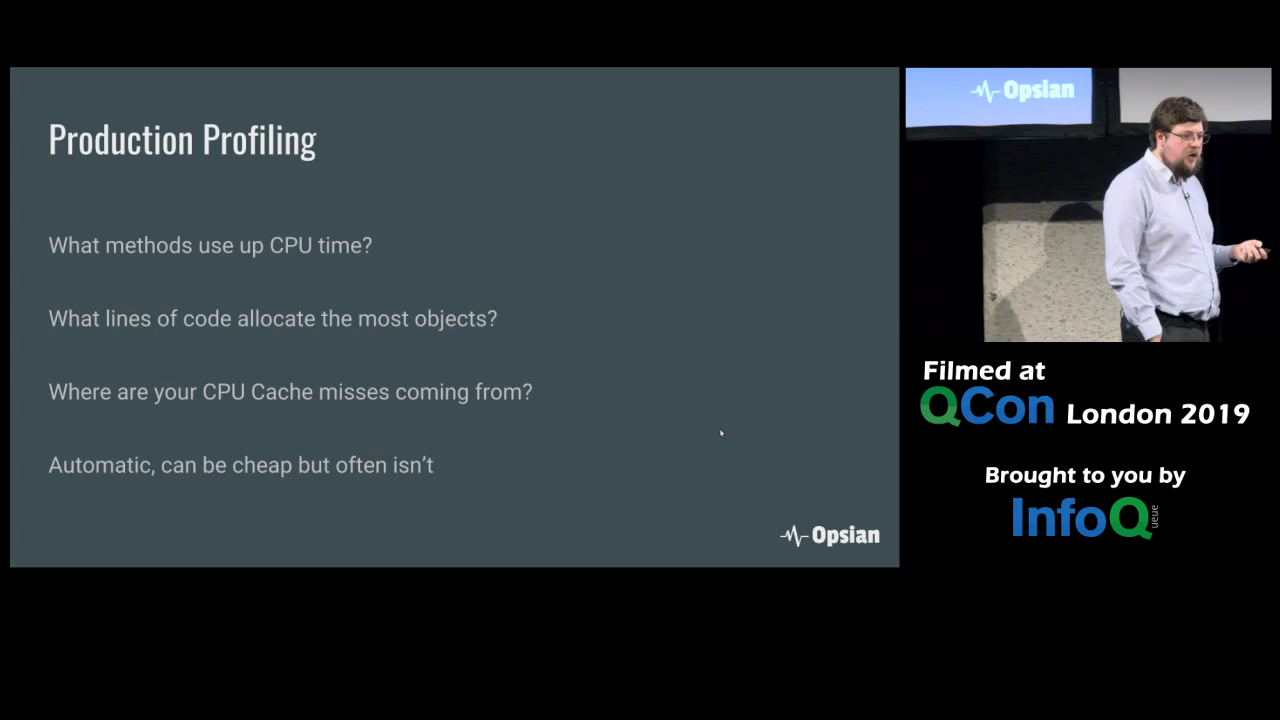 Production Profiling
What methods use up CPU time?
What lines of code allocate the most objects?
Where are your CPU Cache misses coming from?
Automatic, can be cheap but often isn’t
Opsian
Opsian
Filmed at
QCon London 2019
Brought to you by
InfoQueue